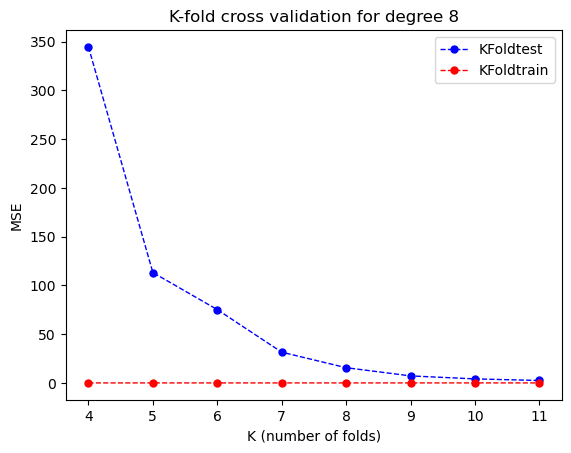 K-fold cross validation for degree 8
350
300
250
200
150
100
50
0
MSE
KFoldtest
KFoldtrain
4 5 6 7 8 9 10 11
K (number of folds)